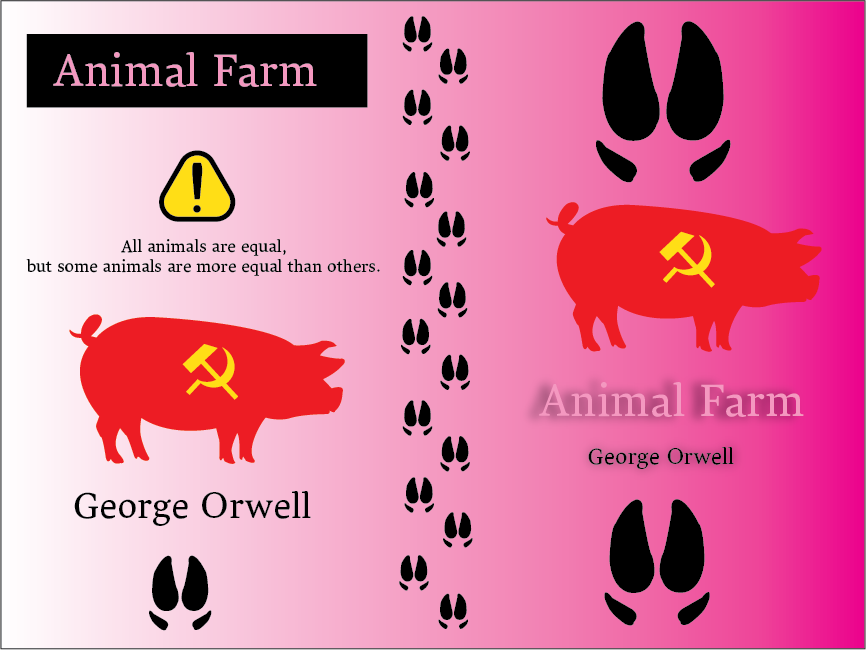 Animal Farm
All animals are equal,
but some animals are more equal than others.
George Orwell
Animal Farm
George Orwell